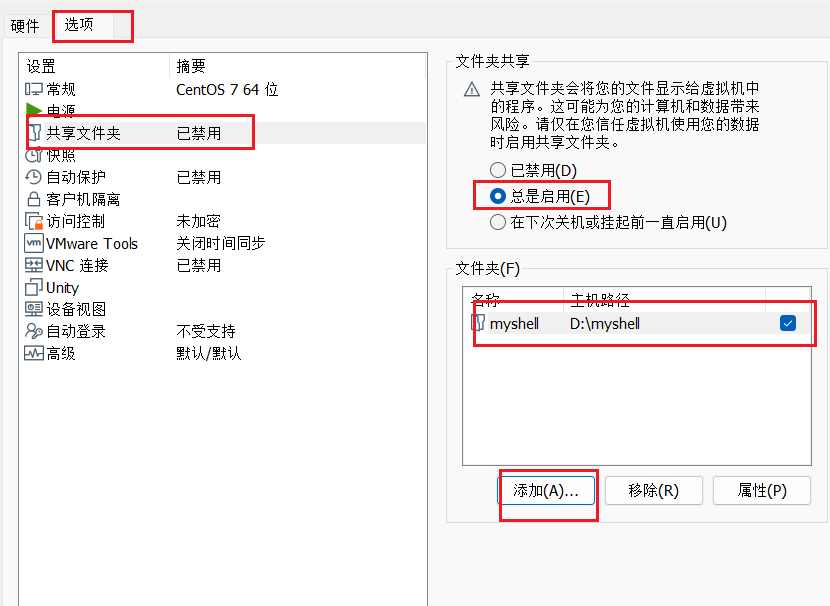 硬件 选项
设置 摘要
常规 CentOS 7 64 位
电源
共享文件夹 已禁用
快照
自动保护 已禁用
客户机隔离
访问控制 未加密
VMware Tools 关闭时间同步
VNC 连接 已禁用
Unity
设备视图
自动登录 不受支持
高级 默认/默认
文件夹共享
共享文件夹会将您的文件显示给虚拟机中
的程序。这可能为您的计算机和数据带来
风险。请仅在您信任虚拟机使用您的数据
时启用共享文件夹。
已禁用(D)
总是启用(E)
在下次关机或挂起前一直启用(U)
文件夹(F)
名称 主机路径
myshell D:\myshell
添加(A)... 移除(R) 属性(P)